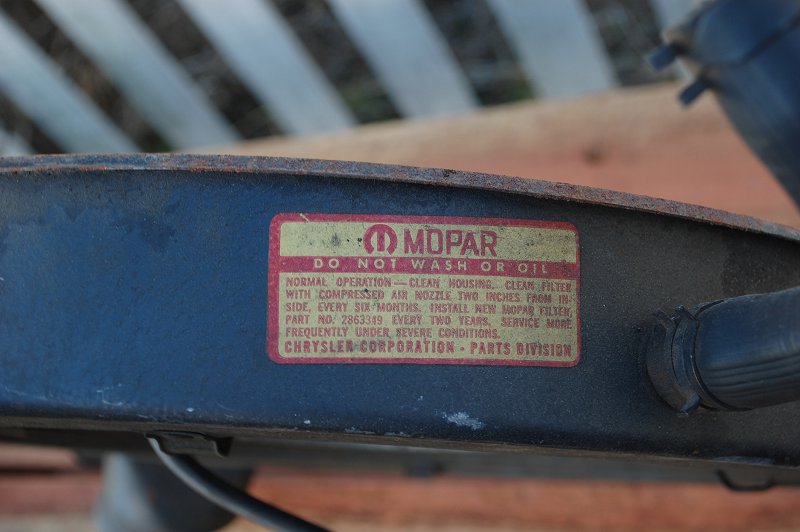 MOPAR
DO NOT WASH OR OIL
NORMAL OPERATION—CLEAN HOUSING. CLEAN FILTER
WITH COMPRESSED AIR NOZZLE TWO INCHES FROM IN-
SIDE, EVERY SIX MONTHS. INSTALL NEW MOPAR FILTER,
PART NO. 2863349 EVERY TWO YEARS. SERVICE MORE
FREQUENTLY UNDER SEVERE CONDITIONS.
CHRYSLER CORPORATION - PARTS DIVISION